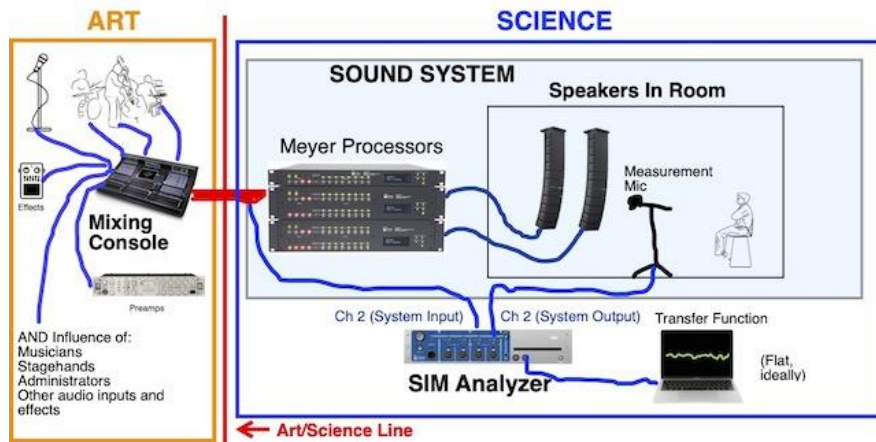 ART
SCIENCE
SOUND SYSTEM
Speakers In Room
Meyer Processors
Measurement
Mic
Effects
Mixing
Console
Preamps
Ch 2 (System Input)
Ch 2 (System Output)
Transfer Function
(Flat,
ideally)
SIM Analyzer
AND Influence of:
Musicians
Stagehands
Administrators
Other audio inputs and
effects
← Art/Science Line